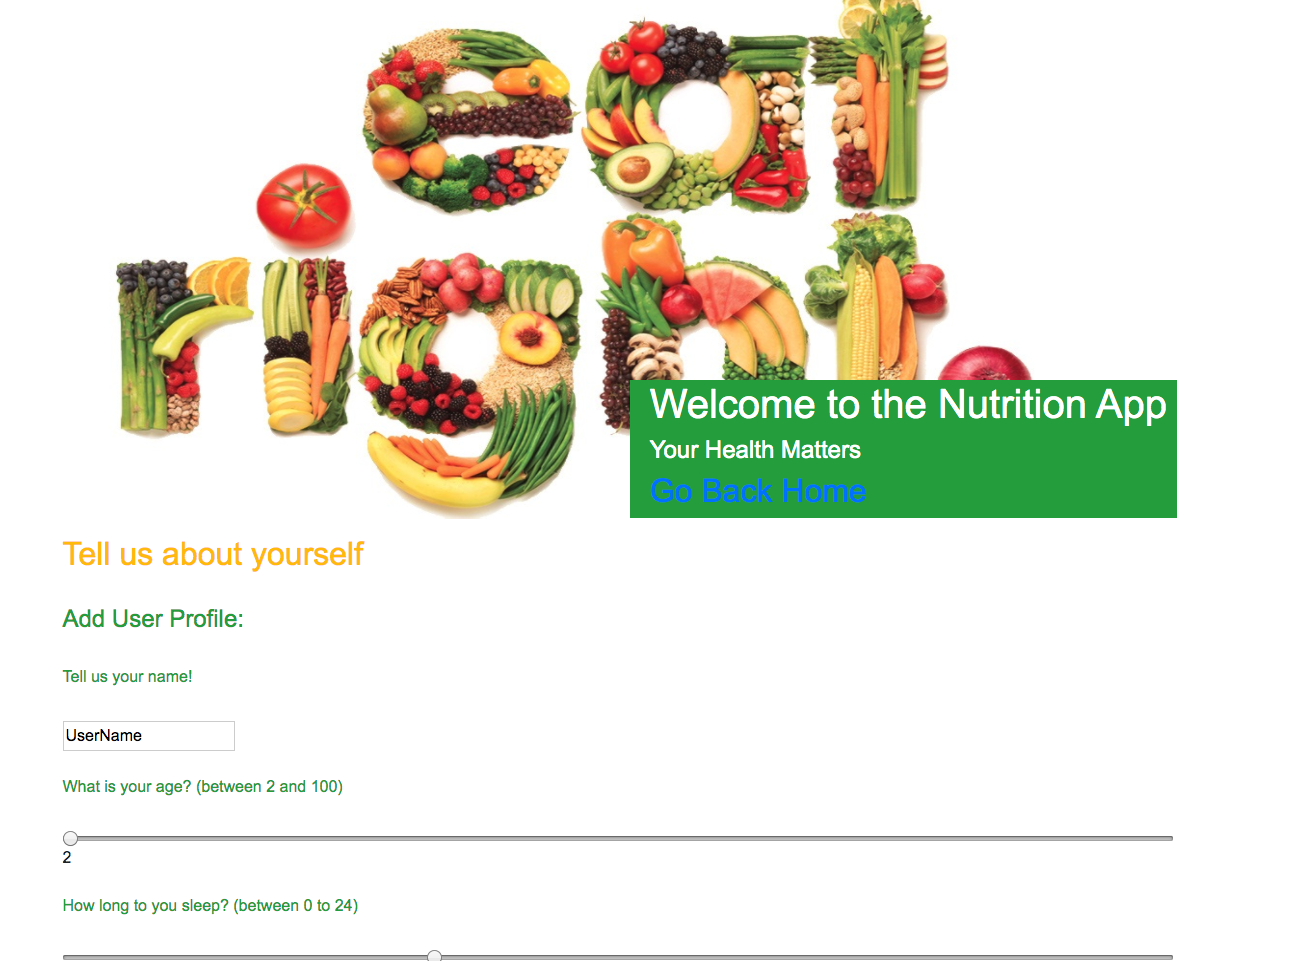 eat
right
Welcome to the Nutrition App
Your Health Matters
Go Back Home
Tell us about yourself
Add User Profile:
Tell us your name!
UserName
What is your age? (between 2 and 100)
2
How long to you sleep? (between 0 to 24)